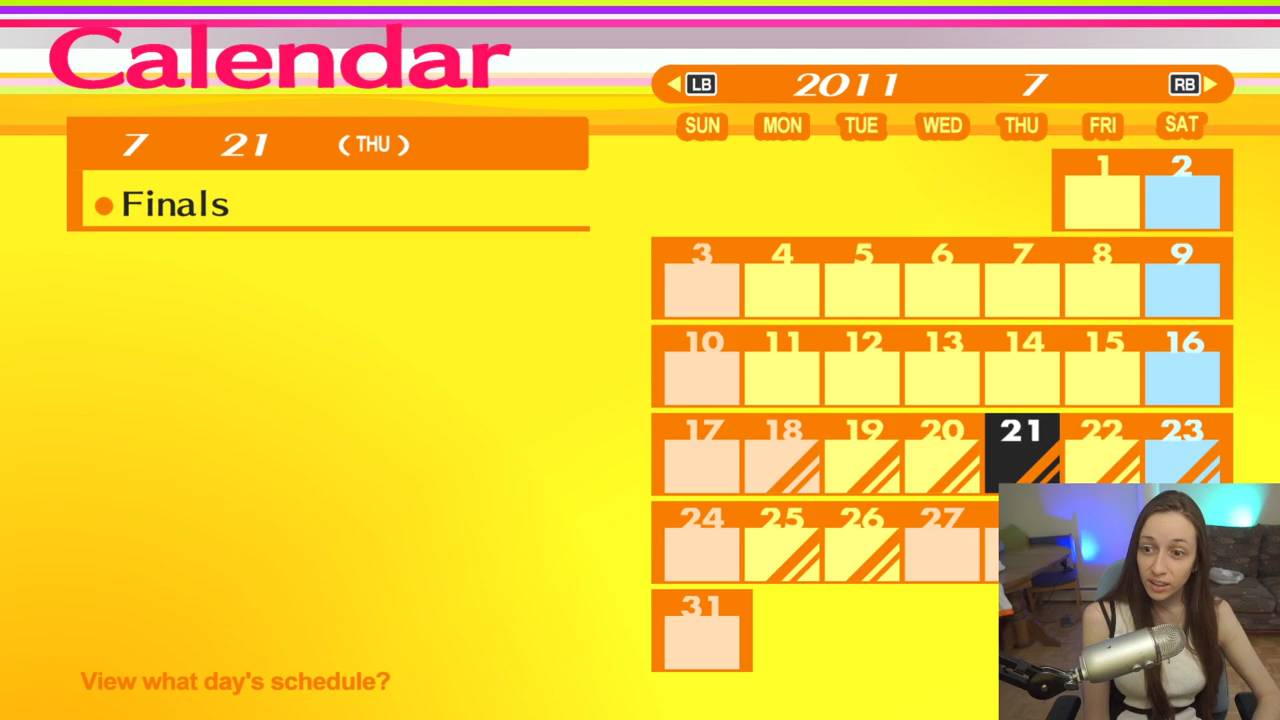 Calendar
LB 2011 7 RB
SUN MON TUE WED THU FRI SAT
7 21 (THU)
Finals
1 2
3 4 5 6 7 8 9
10 11 12 13 14 15 16
17 18 19 20 21 22 23
24 25 26 27
31
View what day's schedule?